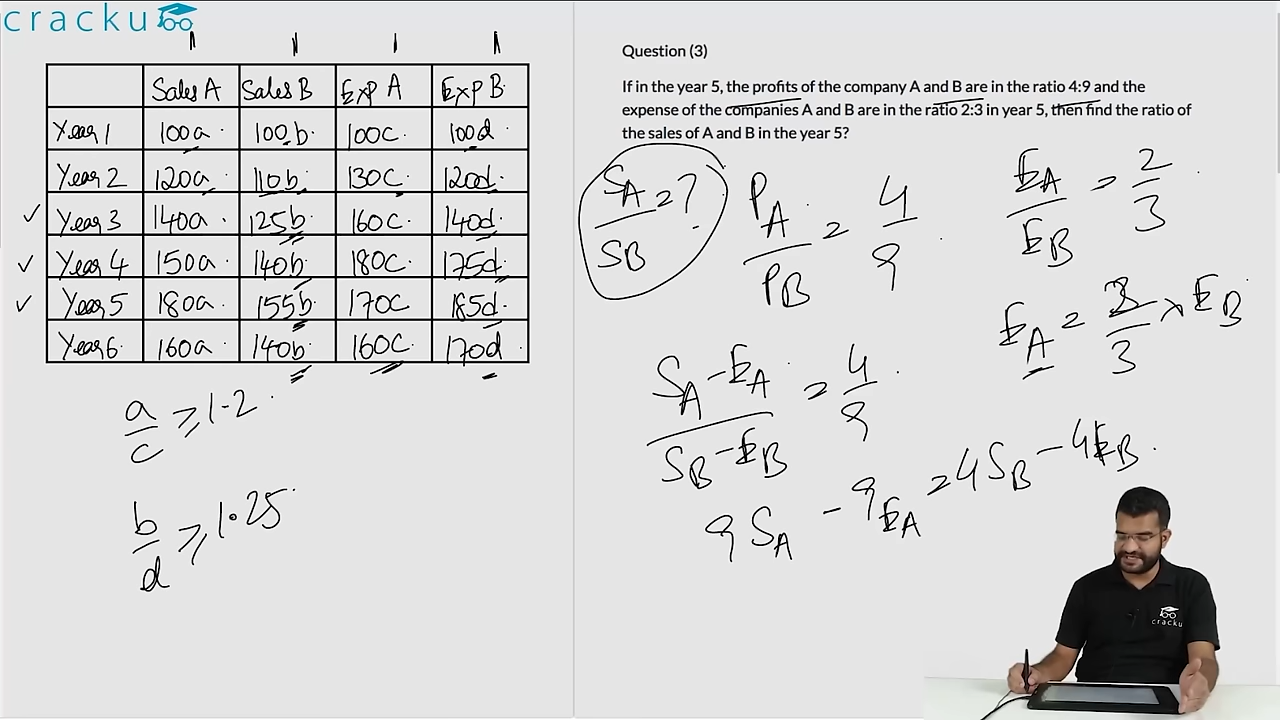 cracku
Sales A Sales B Exp A Exp B
Year 1 100a 100b 100c 100d
Year 2 120a 110b 130c 120d
Year 3 140a 125b 160c 140d
Year 4 150a 140b 180c 175d
Year 5 180a 155b 170c 185d
Year 6 160a 140b 160c 170d
a/c ≥ 1.2
b/d ≥ 1.25
Question (3)
If in the year 5, the profits of the company A and B are in the ratio 4:9 and the
expense of the companies A and B are in the ratio 2:3 in year 5, then find the ratio of
the sales of A and B in the year 5?
SA/SB = ?
PA/PB = 4/9
EA/EB = 2/3
EA = 2/3 × EB
SA - EA / SB - EB = 4/9
9SA - 9EA = 4SB - 4EB
cracku